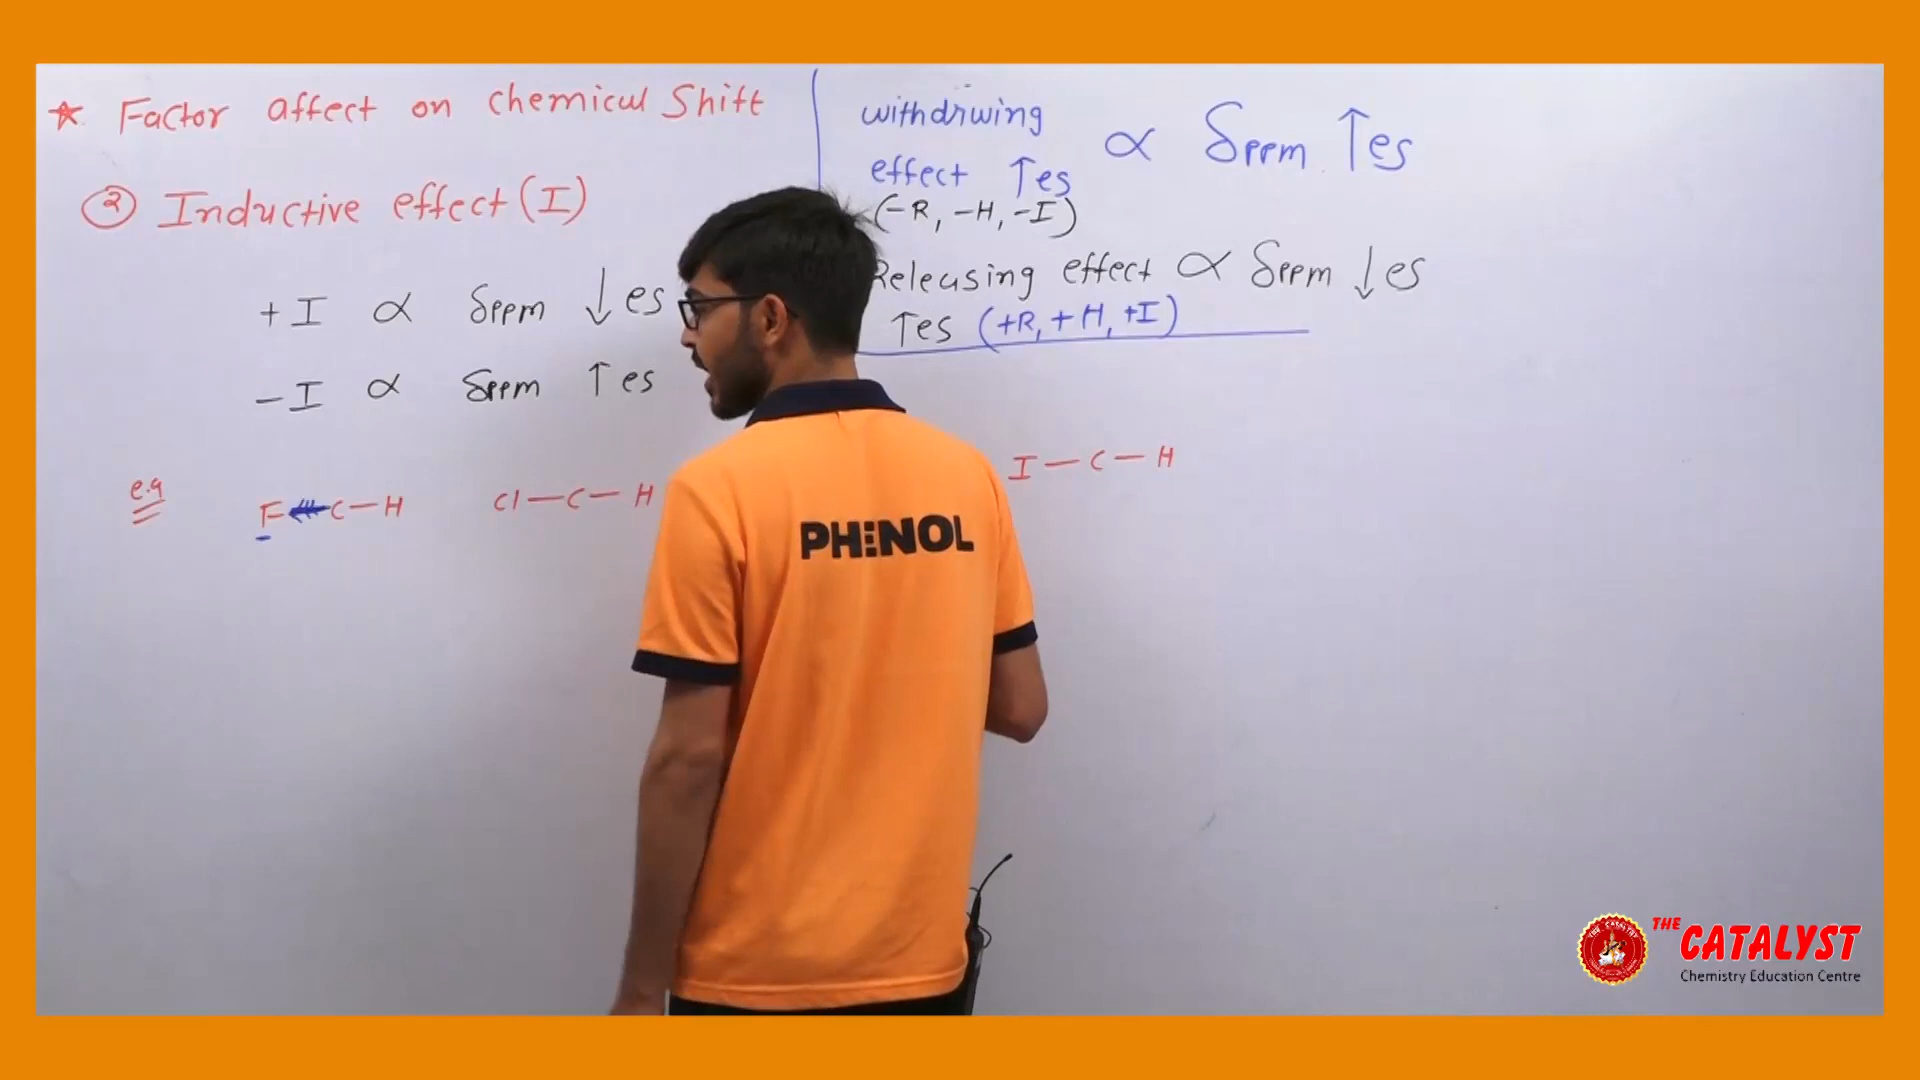 ★ Factor affect on chemical Shift
② Inductive effect (I)
+I ∝ δppm ↓es
−I ∝ δppm ↑es
withdrwing
effect ↑es ∝ δppm ↑es
(−R, −H, −I)
Releasing effect ∝ δppm ↓es
↑es (+R, +H, +I)
e.g F C−H Cl−C−H I−C−H
PHENOL
THE CATALYST
Chemistry Education Centre